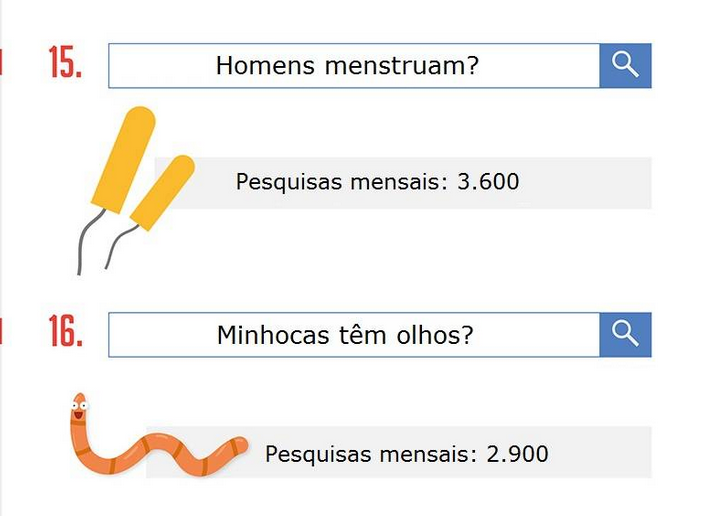 15.
Homens menstruam?
Pesquisas mensais: 3.600
16.
Minhocas têm olhos?
Pesquisas mensais: 2.900